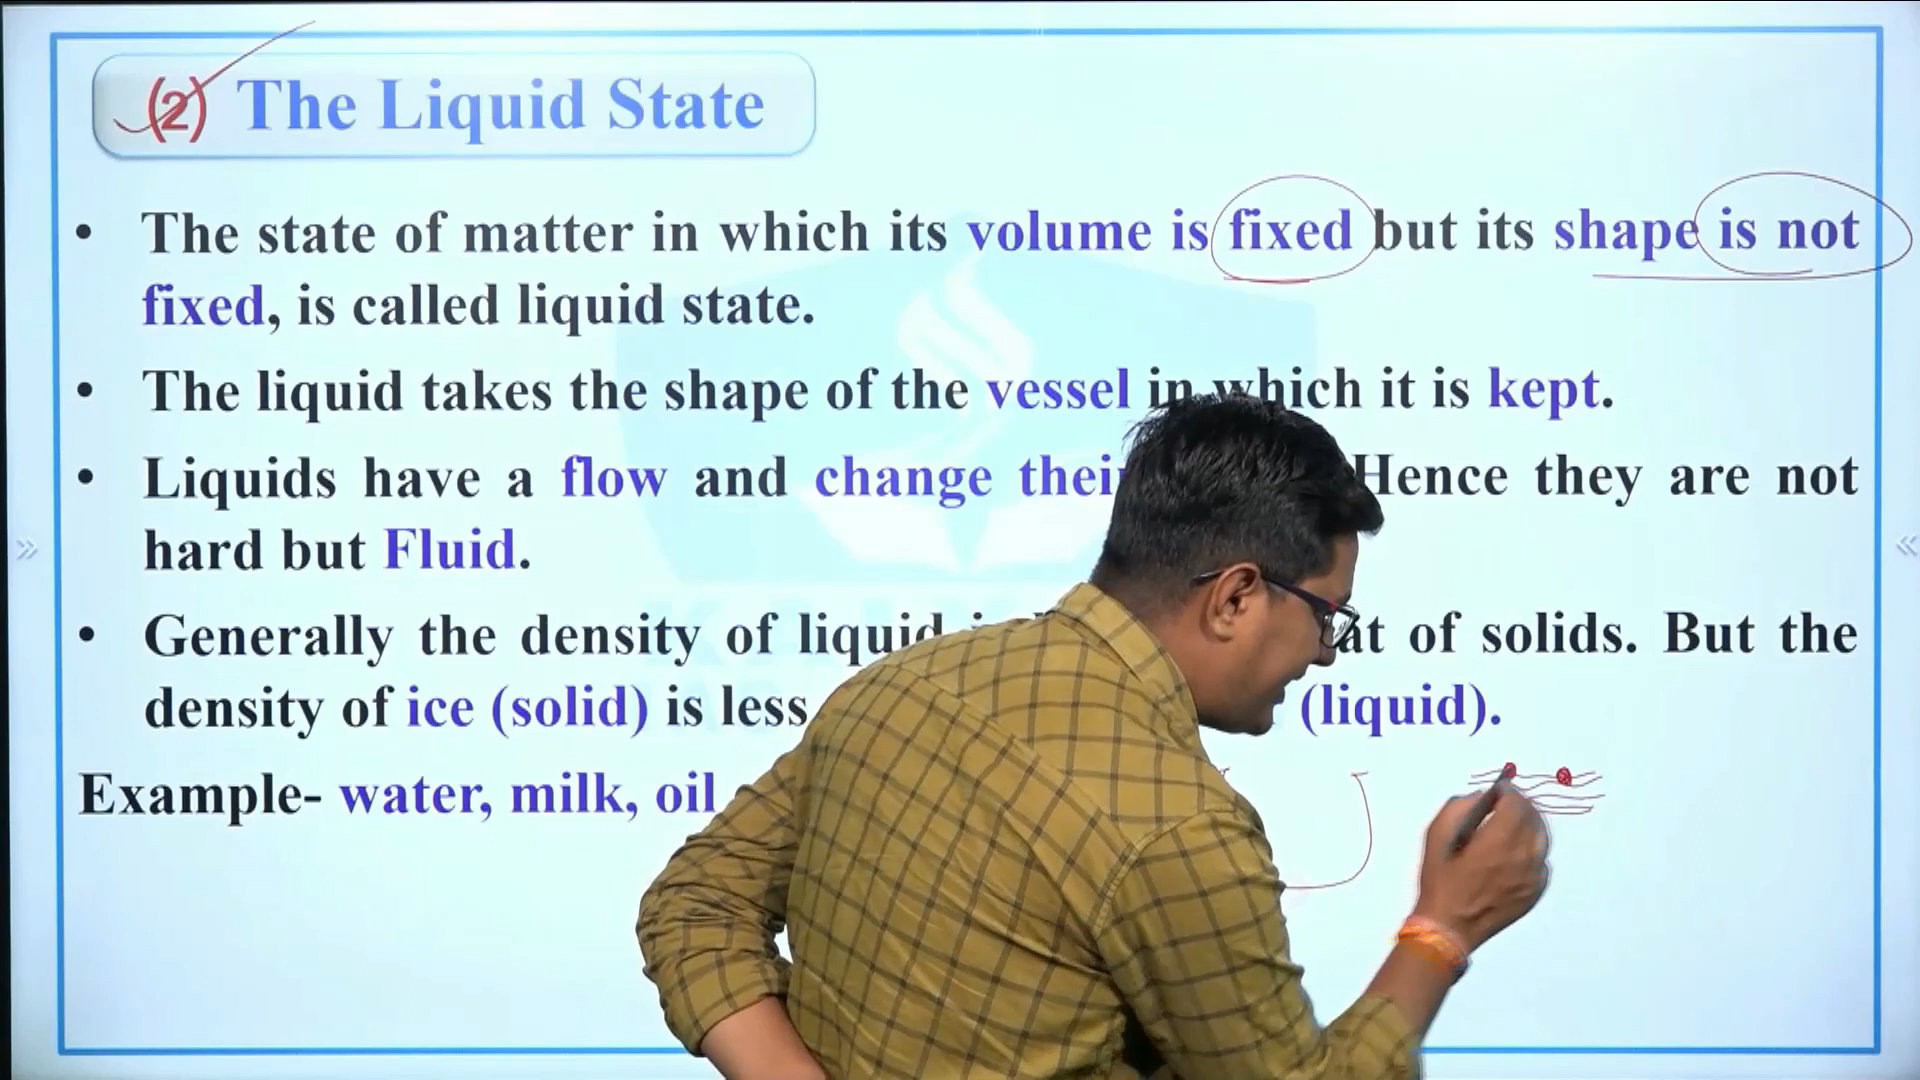 (2) The Liquid State
• The state of matter in which its volume is fixed but its shape is not
fixed, is called liquid state.
• The liquid takes the shape of the vessel in which it is kept.
• Liquids have a flow and change their Hence they are not
hard but Fluid.
• Generally the density of liquid of solids. But the
density of ice (solid) is less (liquid).
Example- water, milk, oil